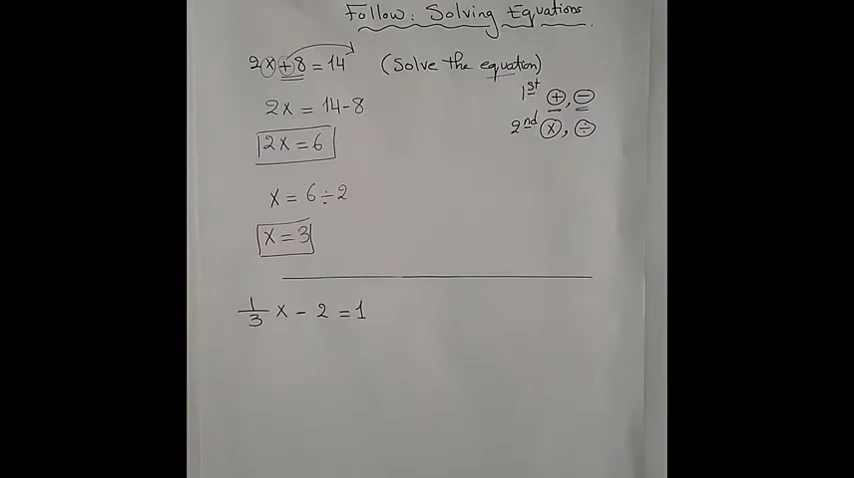 Follow: Solving Equations.
2x + 8 = 14 (Solve the equation)
1st +, -
2x = 14 - 8
2nd x, ÷
2x = 6
x = 6 ÷ 2
x = 3
1/3 x - 2 = 1